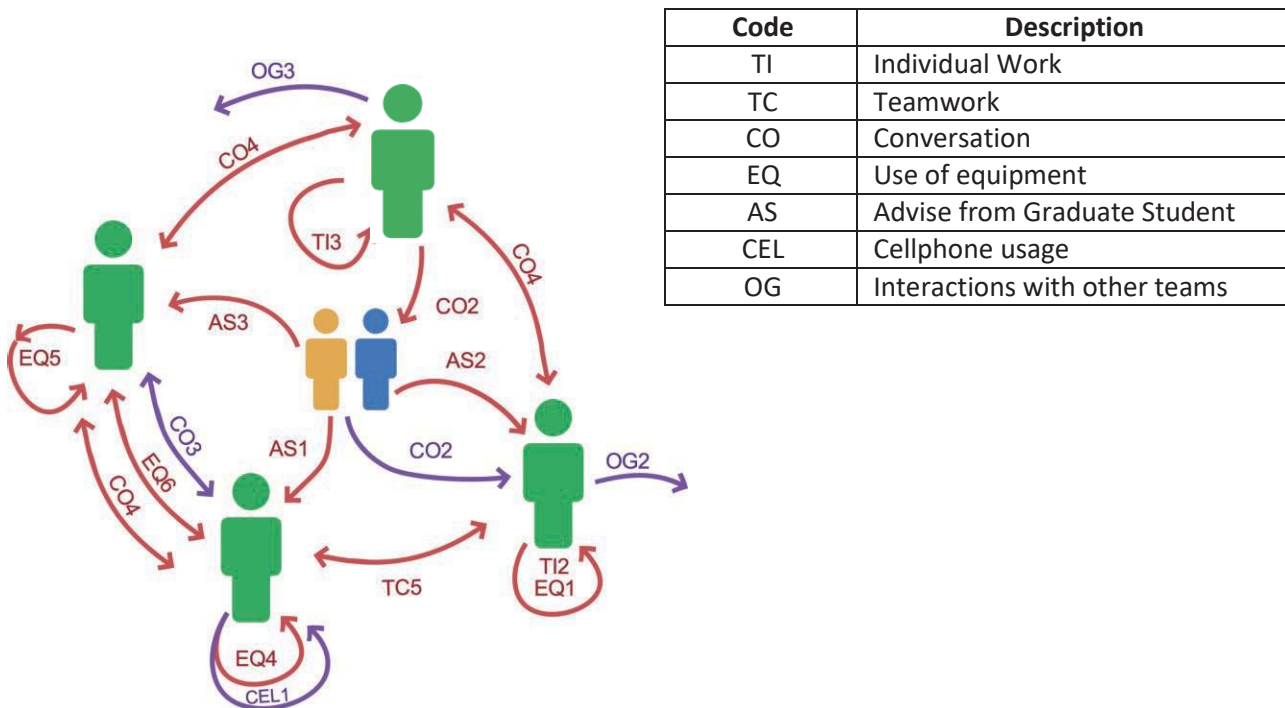 OG3
CO4
TI3
CO4
CO2
AS3
AS2
EQ5
CO3
AS1
CO2
OG2
EQ6
CO4
TC5
TI2
EQ1
EQ4
CEL1
Code Description
TI Individual Work
TC Teamwork
CO Conversation
EQ Use of equipment
AS Advise from Graduate Student
CEL Cellphone usage
OG Interactions with other teams